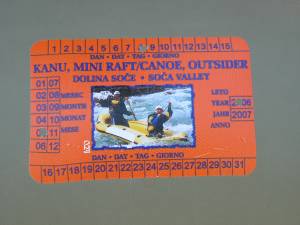 1 2 3 4 5 6 7 9 10 11 12 13 14 15
DAN • DAY • TAG • GIORNO
KANU, MINI RAFT/CANOE, OUTSIDER
DOLINA SOČE • SOČA VALLEY
01 07
02 08 MESEC
03 09 MONTH
04 10 MONAT
11 MESE
06 12
LETO
YEAR 2006
JAHR 2007
ANNO
DAN • DAY • TAG • GIORNO
16 17 18 19 20 21 22 23 24 25 26 27 28 29 30 31